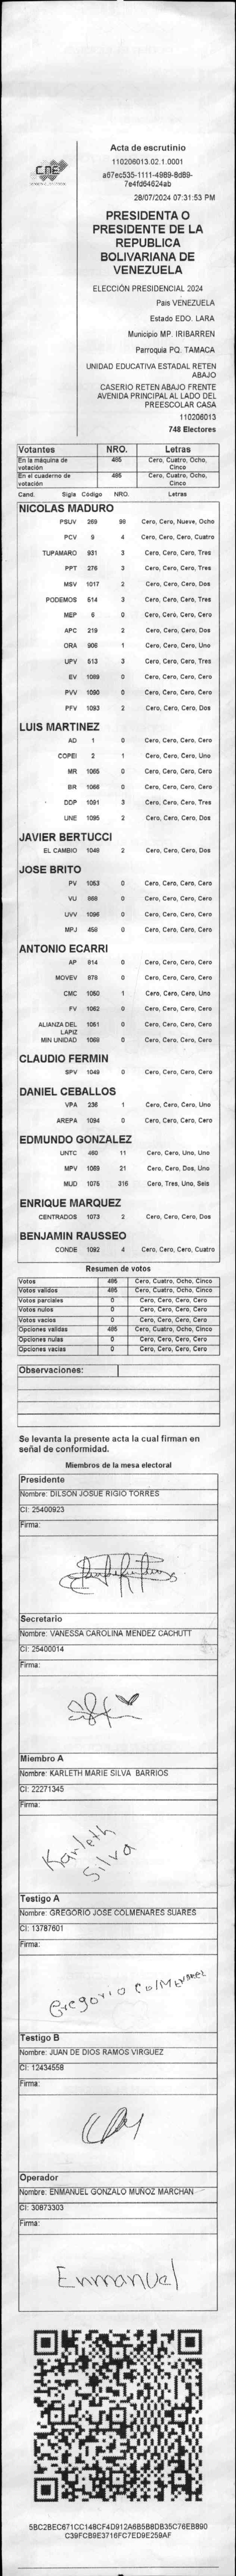 Acta de escrutinio
110206013.02.1.0001
a67ec535-1111-4989-8d89-
7e4fd64624ab
28/07/2024 07:31:53 PM
CNE
PRESIDENTA O
PRESIDENTE DE LA
REPUBLICA
BOLIVARIANA DE
VENEZUELA
ELECCIÓN PRESIDENCIAL 2024
Pais VENEZUELA
Estado EDO. LARA
Municipio MP. IRIBARREN
Parroquia PQ. TAMACA
UNIDAD EDUCATIVA ESTADAL RETEN
ABAJO
CASERIO RETEN ABAJO FRENTE
AVENIDA PRINCIPAL AL LADO DEL
PREESCOLAR CASA
110206013
748 Electores
Votantes NRO. Letras
En la máquina de votación 485 Cero, Cuatro, Ocho, Cinco
En el cuaderno de votación 485 Cero, Cuatro, Ocho, Cinco
Cand. Sigla Código NRO. Letras
NICOLAS MADURO
PSUV 269 98 Cero, Cero, Nueve, Ocho
PCV 9 4 Cero, Cero, Cero, Cuatro
TUPAMARO 931 3 Cero, Cero, Cero, Tres
PPT 276 3 Cero, Cero, Cero, Tres
MSV 1017 2 Cero, Cero, Cero, Dos
PODEMOS 514 3 Cero, Cero, Cero, Tres
MEP 6 0 Cero, Cero, Cero, Cero
APC 219 2 Cero, Cero, Cero, Dos
ORA 906 1 Cero, Cero, Cero, Uno
UPV 513 3 Cero, Cero, Cero, Tres
EV 1089 0 Cero, Cero, Cero, Cero
PVV 1090 0 Cero, Cero, Cero, Cero
PFV 1093 2 Cero, Cero, Cero, Dos
LUIS MARTINEZ
AD 1 0 Cero, Cero, Cero, Cero
COPEI 2 1 Cero, Cero, Cero, Uno
MR 1065 0 Cero, Cero, Cero, Cero
BR 1066 0 Cero, Cero, Cero, Cero
DDP 1091 3 Cero, Cero, Cero, Tres
UNE 1095 2 Cero, Cero, Cero, Dos
JAVIER BERTUCCI
EL CAMBIO 1048 2 Cero, Cero, Cero, Dos
JOSE BRITO
PV 1053 0 Cero, Cero, Cero, Cero
VU 868 0 Cero, Cero, Cero, Cero
UVV 1096 0 Cero, Cero, Cero, Cero
MPJ 458 0 Cero, Cero, Cero, Cero
ANTONIO ECARRI
AP 814 0 Cero, Cero, Cero, Cero
MOVEV 878 0 Cero, Cero, Cero, Cero
CMC 1050 1 Cero, Cero, Cero, Uno
FV 1052 0 Cero, Cero, Cero, Cero
ALIANZA DEL LAPIZ 1051 0 Cero, Cero, Cero, Cero
MIN UNIDAD 1068 0 Cero, Cero, Cero, Cero
CLAUDIO FERMIN
SPV 1049 0 Cero, Cero, Cero, Cero
DANIEL CEBALLOS
VPA 236 1 Cero, Cero, Cero, Uno
AREPA 1094 0 Cero, Cero, Cero, Cero
EDMUNDO GONZALEZ
UNTC 460 11 Cero, Cero, Uno, Uno
MPV 1069 21 Cero, Cero, Dos, Uno
MUD 1075 316 Cero, Tres, Uno, Seis
ENRIQUE MARQUEZ
CENTRADOS 1073 2 Cero, Cero, Cero, Dos
BENJAMIN RAUSSEO
CONDE 1092 4 Cero, Cero, Cero, Cuatro
Resumen de votos
Votos 485 Cero, Cuatro, Ocho, Cinco
Votos validos 485 Cero, Cuatro, Ocho, Cinco
Votos parciales 0 Cero, Cero, Cero, Cero
Votos nulos 0 Cero, Cero, Cero, Cero
Votos vacios 0 Cero, Cero, Cero, Cero
Opciones validas 485 Cero, Cuatro, Ocho, Cinco
Opciones nulas 0 Cero, Cero, Cero, Cero
Opciones vacias 0 Cero, Cero, Cero, Cero
Observaciones:
Se levanta la presente acta la cual firman en
señal de conformidad.
Miembros de la mesa electoral
Presidente
Nombre: DILSON JOSUE RIGIO TORRES
CI: 25400923
Firma:
Secretario
Nombre: VANESSA CAROLINA MENDEZ CACHUTT
CI: 25400014
Firma:
Miembro A
Nombre: KARLETH MARIE SILVA BARRIOS
CI: 22271345
Firma:
Karleth
Silva
Testigo A
Nombre: GREGORIO JOSE COLMENARES SUARES
CI: 13787601
Firma:
Gregorio Colmenarez
Testigo B
Nombre: JUAN DE DIOS RAMOS VIRGUEZ
CI: 12434558
Firma:
Operador
Nombre: ENMANUEL GONZALO MUÑOZ MARCHAN
CI: 30873303
Firma:
Enmanuel
5BC2BEC671CC148CF4D912A6B5B8DB35C76EB890
C39FCB9E3716FC7ED9E259AF